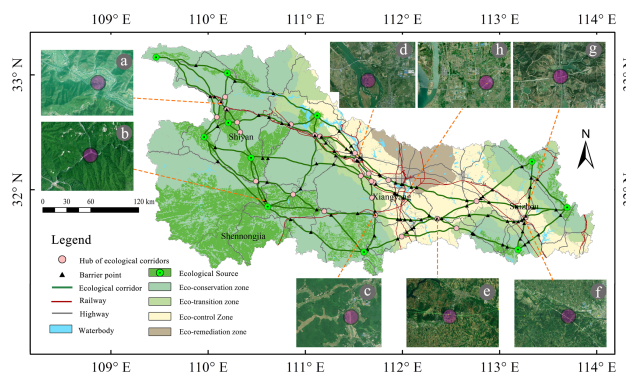 109° E 110° E 111° E 112° E 113° E 114° E
a
b
d
h
g
33° N
32° N
Shiyan
Xiangyang
Suizhou
Shennongjia
N
0 30 60 120 km
Legend
Hub of ecological corridors
Barrier point
Ecological corridor
Railway
Highway
Waterbody
Ecological Source
Eco-conservation zone
Eco-transition zone
Eco-control Zone
Eco-remediation zone
c
e
f
109° E 110° E 111° E 112° E 113° E 114° E